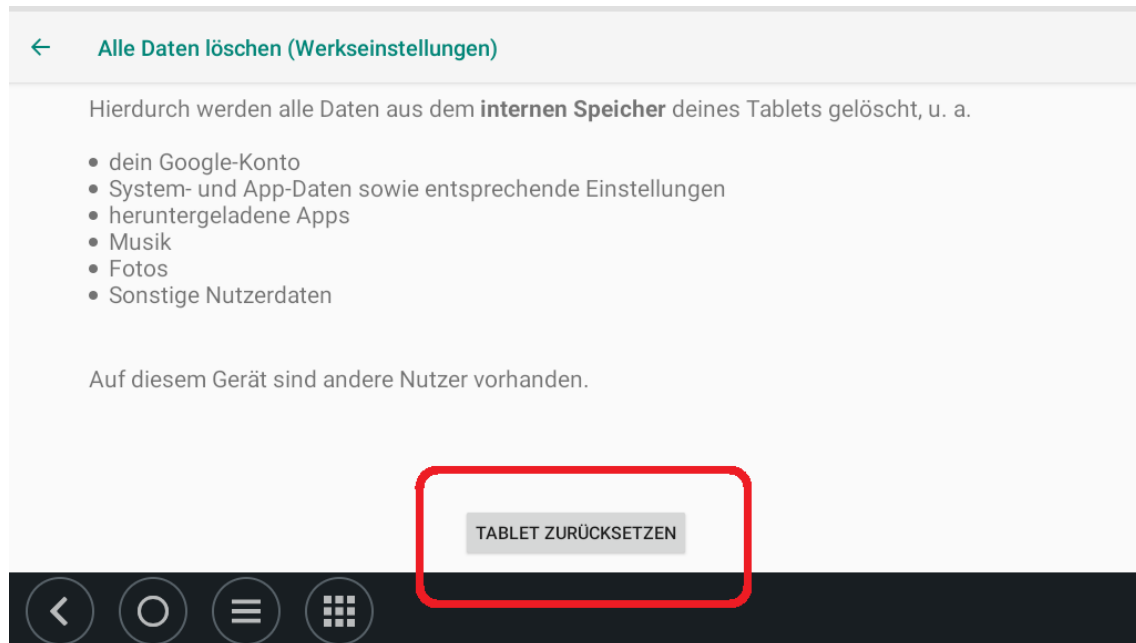 Alle Daten löschen (Werkseinstellungen)
Hierdurch werden alle Daten aus dem internen Speicher deines Tablets gelöscht, u. a.
• dein Google-Konto
• System- und App-Daten sowie entsprechende Einstellungen
• heruntergeladene Apps
• Musik
• Fotos
• Sonstige Nutzerdaten
Auf diesem Gerät sind andere Nutzer vorhanden.
TABLET ZURÜCKSETZEN